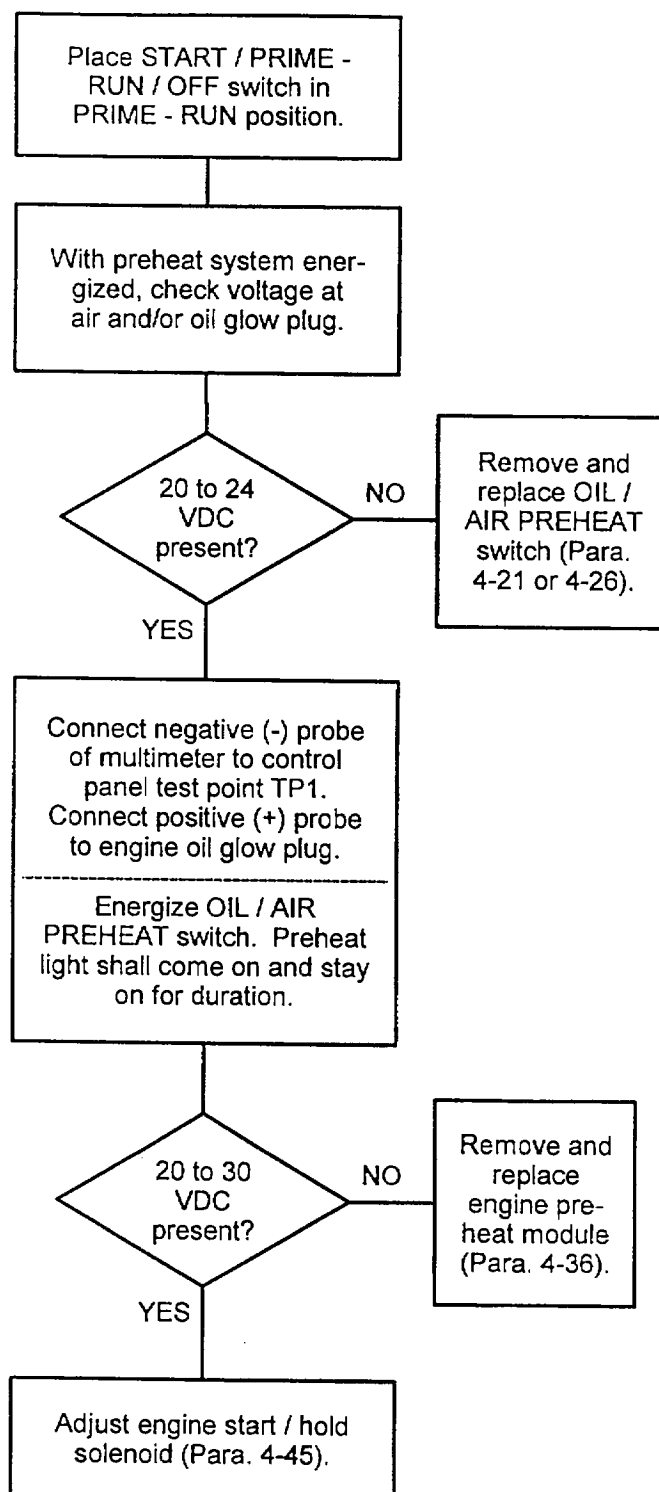 Place START / PRIME -
RUN / OFF switch in
PRIME - RUN position.
With preheat system ener-
gized, check voltage at
air and/or oil glow plug.
20 to 24
VDC
present?
NO
Remove and
replace OIL /
AIR PREHEAT
switch (Para.
4-21 or 4-26).
YES
Connect negative (-) probe
of multimeter to control
panel test point TP1.
Connect positive (+) probe
to engine oil glow plug.
Energize OIL / AIR
PREHEAT switch. Preheat
light shall come on and stay
on for duration.
20 to 30
VDC
present?
NO
Remove and
replace
engine pre-
heat module
(Para. 4-36).
YES
Adjust engine start / hold
solenoid (Para. 4-45).